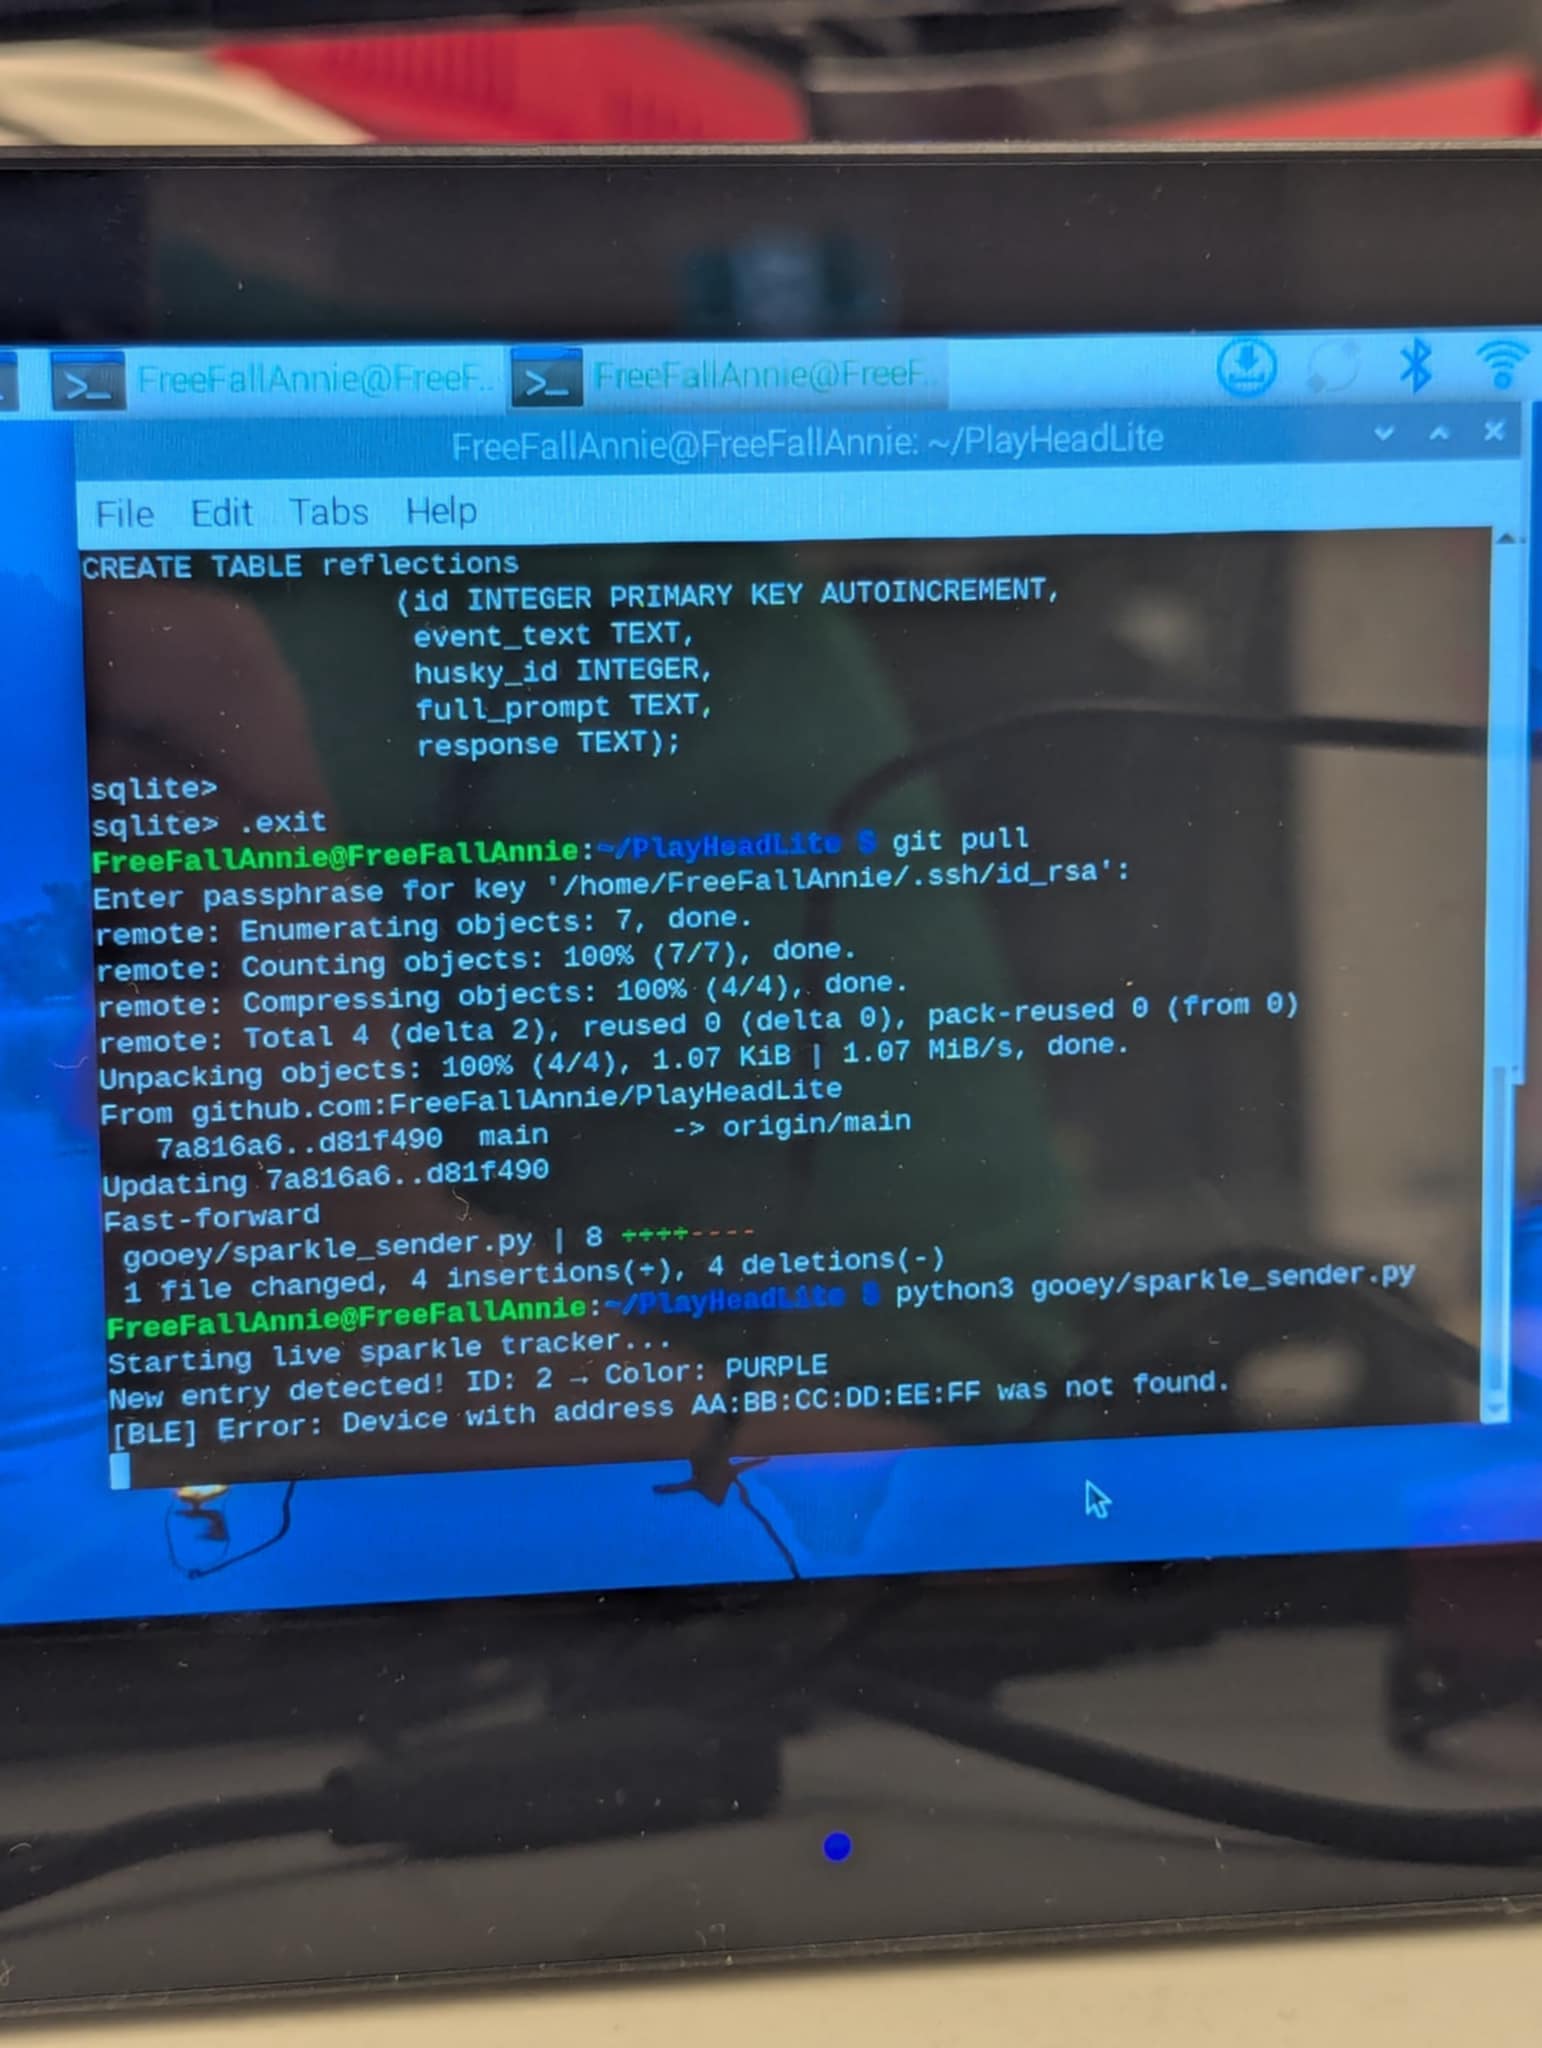 FreeFallAnnie@FreeF..
FreeFallAnnie@FreeF..
FreeFallAnnie@FreeFallAnnie: ~/PlayHeadLite
File Edit Tabs Help
CREATE TABLE reflections
(id INTEGER PRIMARY KEY AUTOINCREMENT,
event_text TEXT,
husky_id INTEGER,
full_prompt TEXT,
response TEXT);
sqlite>
sqlite> .exit
FreeFallAnnie@FreeFallAnnie:~/PlayHeadLite $ git pull
Enter passphrase for key '/home/FreeFallAnnie/.ssh/id_rsa':
remote: Enumerating objects: 7, done.
remote: Counting objects: 100% (7/7), done.
remote: Compressing objects: 100% (4/4), done.
remote: Total 4 (delta 2), reused 0 (delta 0), pack-reused 0 (from 0)
Unpacking objects: 100% (4/4), 1.07 KiB | 1.07 MiB/s, done.
From github.com:FreeFallAnnie/PlayHeadLite
7a816a6..d81f490 main -> origin/main
Updating 7a816a6..d81f490
Fast-forward
gooey/sparkle_sender.py | 8 ++++----
1 file changed, 4 insertions(+), 4 deletions(-)
FreeFallAnnie@FreeFallAnnie:~/PlayHeadLite $ python3 gooey/sparkle_sender.py
Starting live sparkle tracker...
New entry detected! ID: 2 → Color: PURPLE
[BLE] Error: Device with address AA:BB:CC:DD:EE:FF was not found.